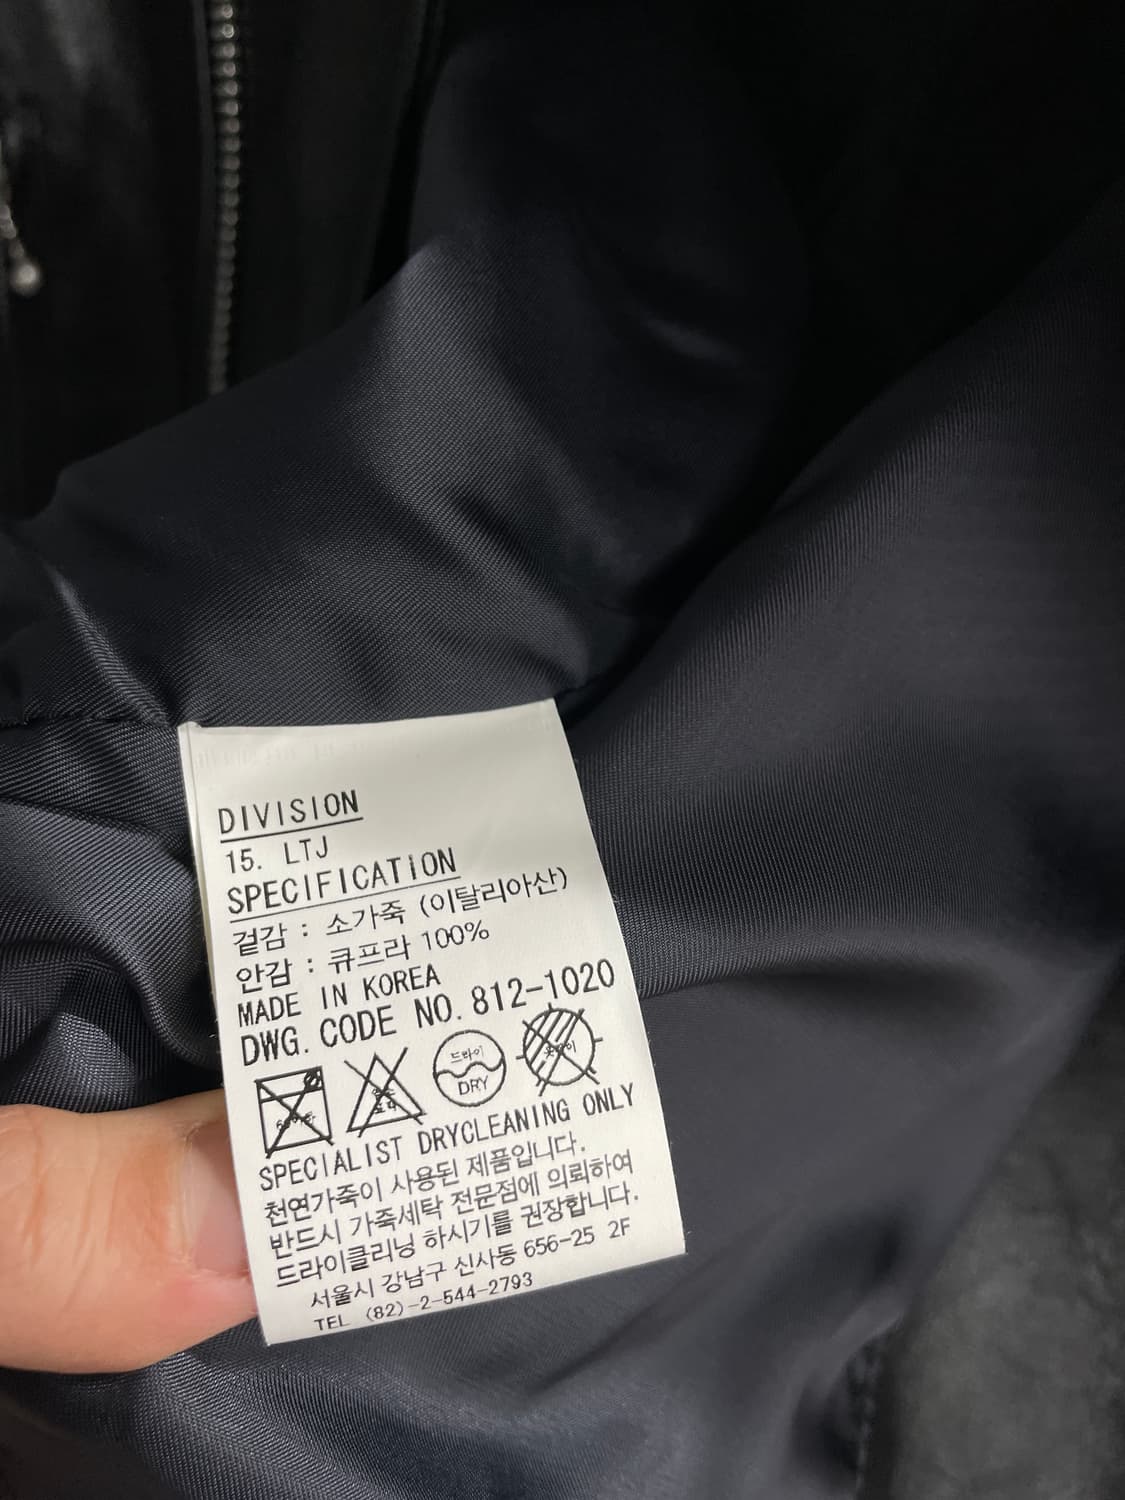 DIVISION
15. LTJ
SPECIFICATION
겉감 : 소가죽 (이탈리아산)
안감 : 큐프라 100%
MADE IN KOREA
DWG. CODE NO. 812-1020
드라이
DRY
SPECIALIST DRYCLEANING ONLY
천연가죽이 사용된 제품입니다.
반드시 가죽세탁 전문점에 의뢰하여
드라이클리닝 하시기를 권장합니다.
서울시 강남구 신사동 656-25 2F
TEL (82)-2-544-2793